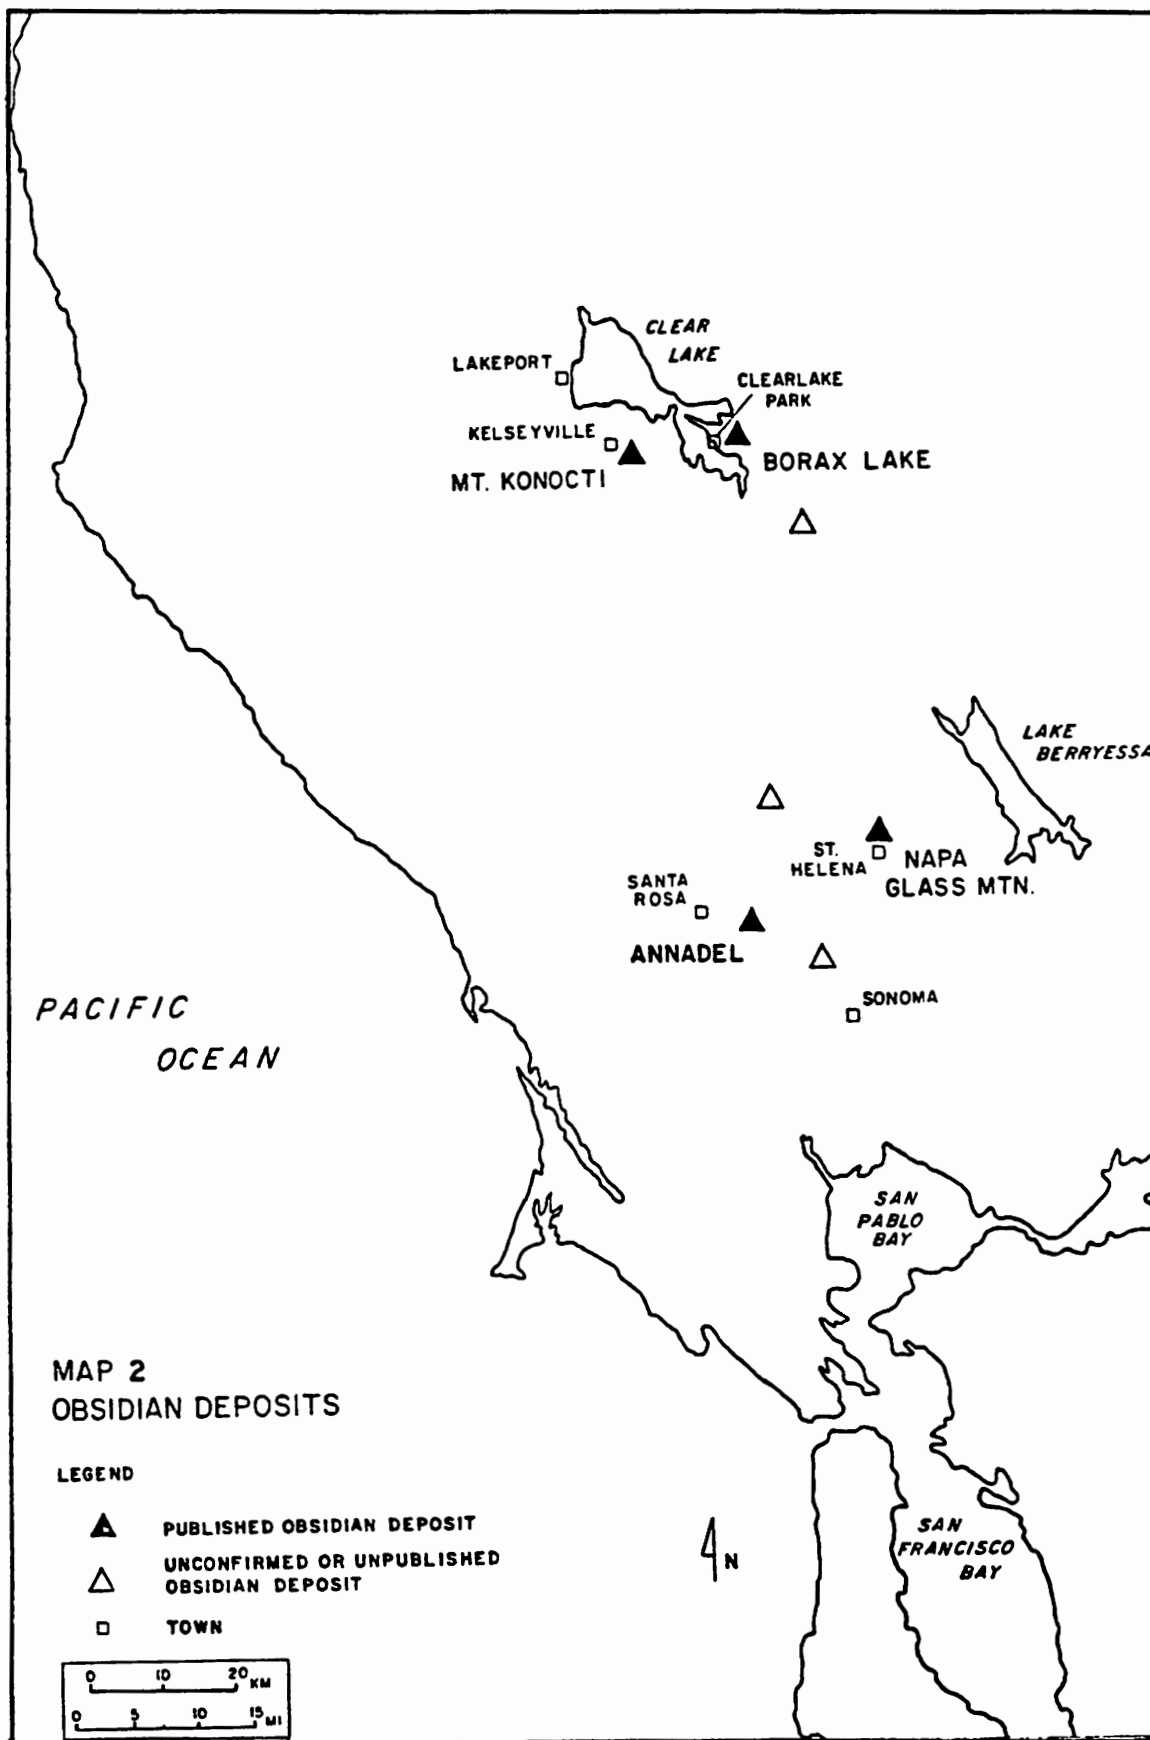 CLEAR
LAKE
LAKEPORT
CLEARLAKE
PARK
KELSEYVILLE
BORAX LAKE
MT. KONOCTI
LAKE
BERRYESSA
ST.
HELENA
NAPA
GLASS MTN.
SANTA
ROSA
ANNADEL
SONOMA
PACIFIC
OCEAN
SAN
PABLO
BAY
MAP 2
OBSIDIAN DEPOSITS
LEGEND
PUBLISHED OBSIDIAN DEPOSIT
UNCONFIRMED OR UNPUBLISHED
OBSIDIAN DEPOSIT
TOWN
N
SAN
FRANCISCO
BAY
0 10 20 KM
0 5 10 15 MI